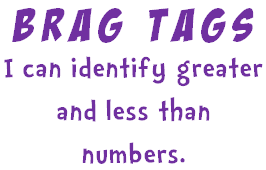 BRAG TAGS
I can identify greater
and less than
numbers.